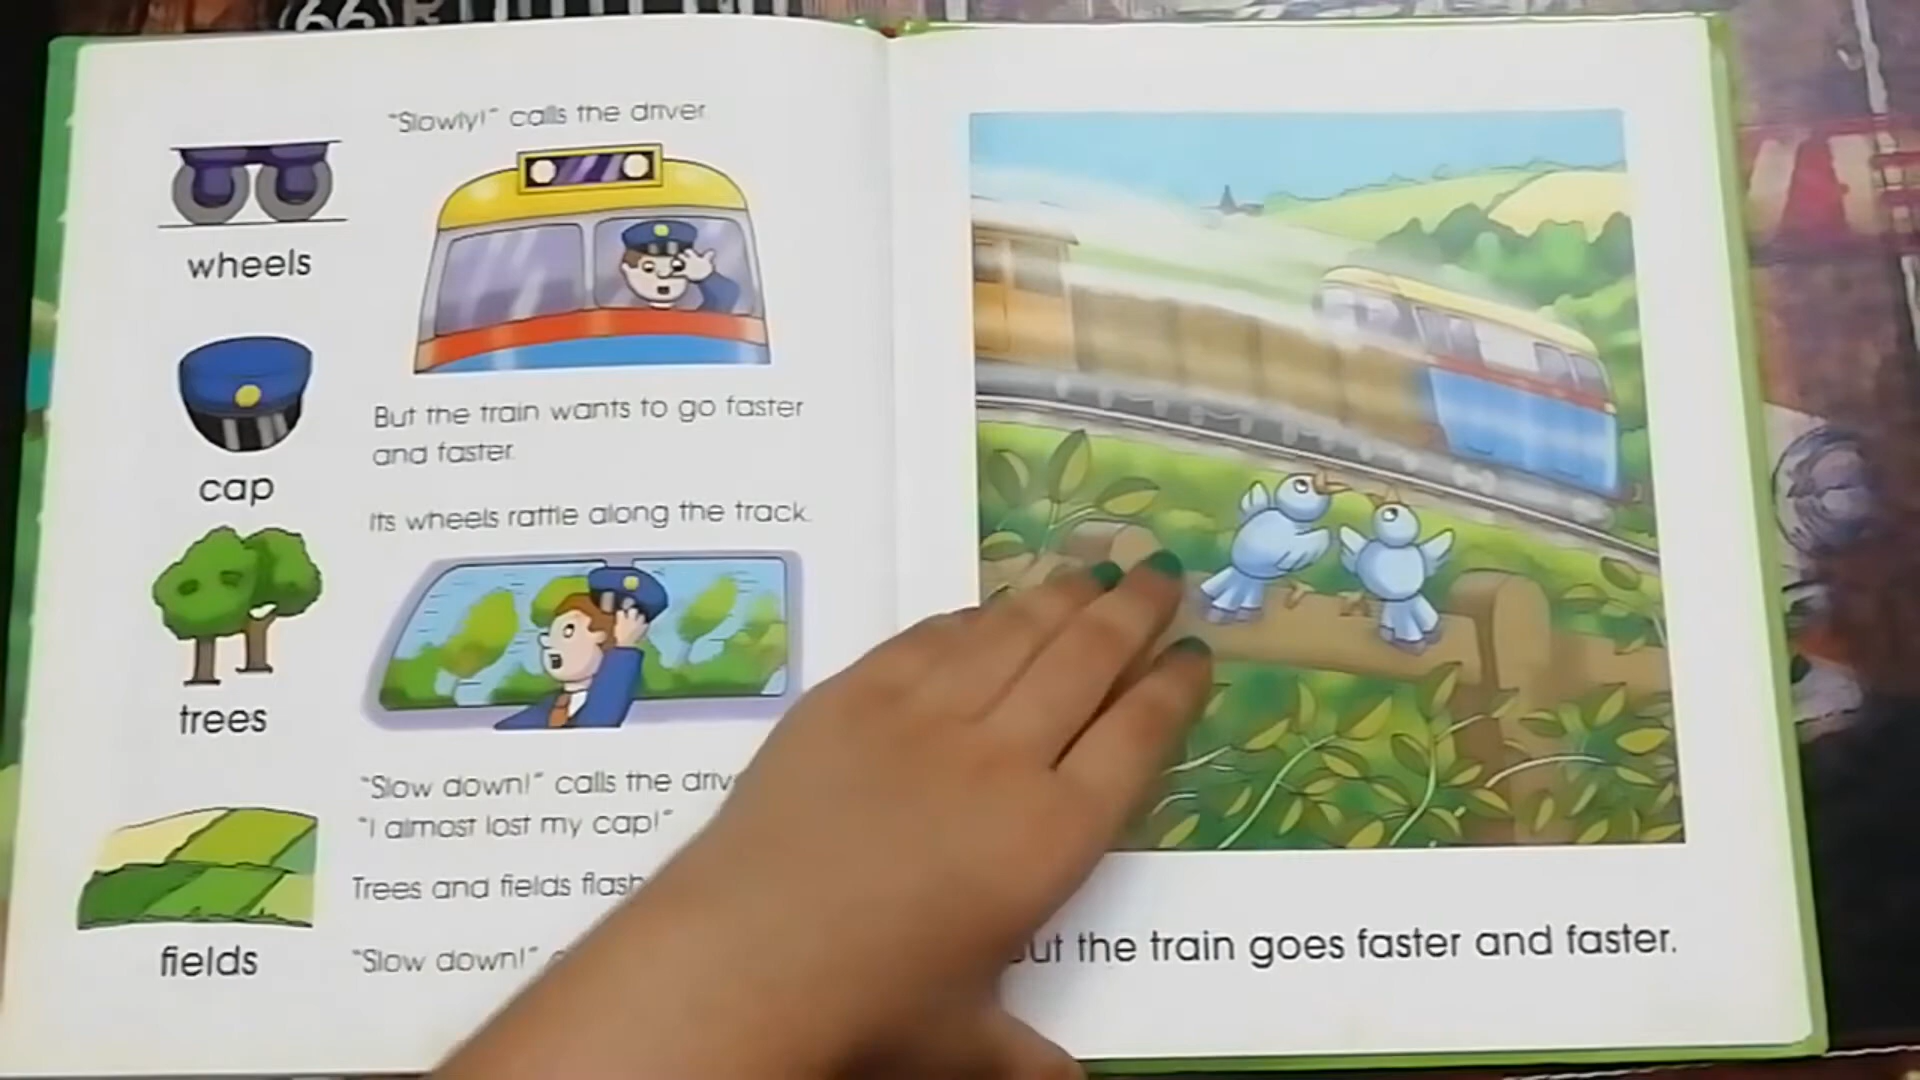 (66)
"Slowly!" calls the driver.
wheels
But the train wants to go faster
and faster.
cap
Its wheels rattle along the track.
trees
"Slow down!" calls the
"I almost lost my cap!"
Trees and fields flash
fields
"Slow down!"
the train goes faster and faster.